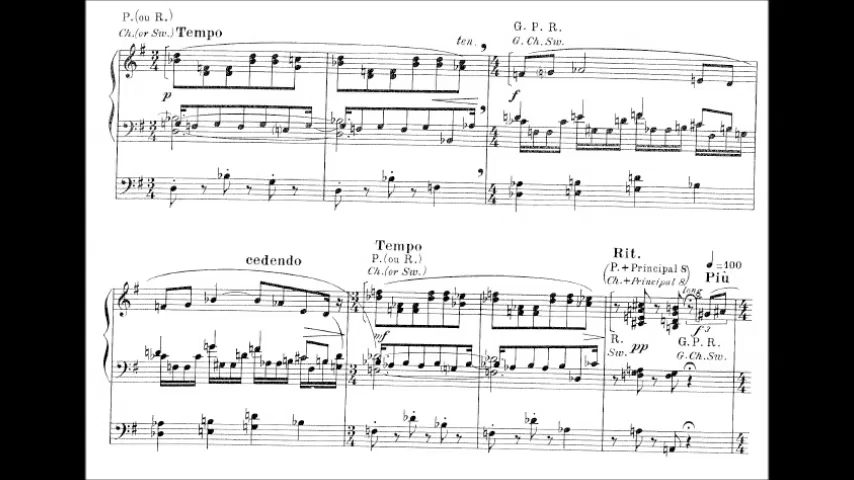 P.(ou R.)
Ch.(or Sw.) Tempo
ten.
G. P. R.
G. Ch. Sw.
p
f
cedendo
Tempo
P.(ou R.)
Ch.(or Sw.)
Rit.
(P. + Principal 8)
(Ch. + Principal 8)
♩ = 100
Più
long
mf
R.
Sw.
pp
f 3
G. P. R.
G. Ch. Sw.